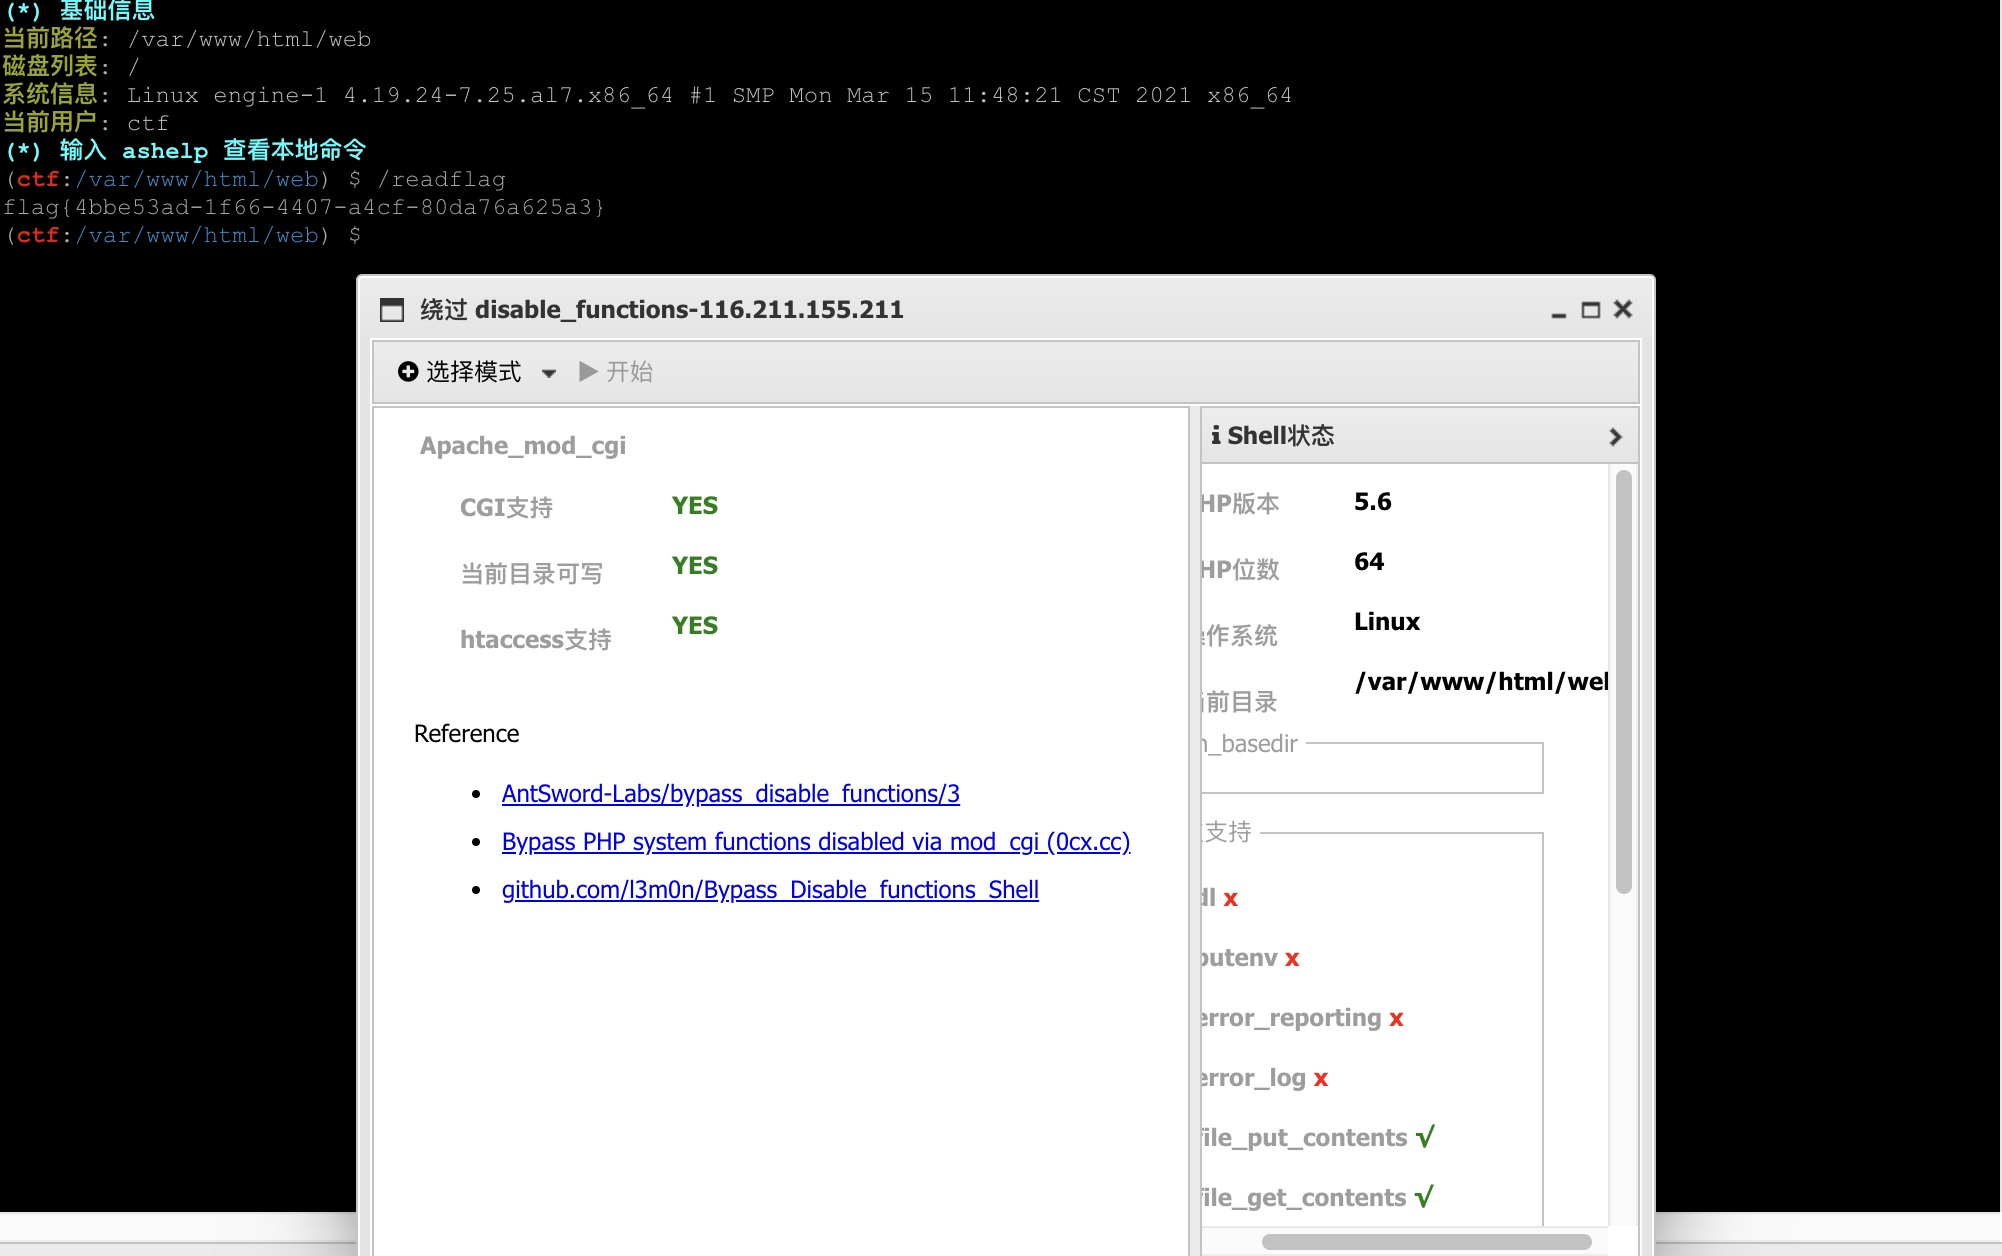 (*) 基础信息
当前路径: /var/www/html/web
磁盘列表: /
系统信息: Linux engine-1 4.19.24-7.25.al7.x86_64 #1 SMP Mon Mar 15 11:48:21 CST 2021 x86_64
当前用户: ctf
(*) 输入 ashelp 查看本地命令
(ctf:/var/www/html/web) $ /readflag
flag{4bbe53ad-1f66-4407-a4cf-80da76a625a3}
(ctf:/var/www/html/web) $
绕过 disable_functions-116.211.155.211
选择模式 开始
Apache_mod_cgi
CGI支持 YES
当前目录可写 YES
htaccess支持 YES
Reference
• AntSword-Labs/bypass_disable_functions/3
• Bypass PHP system functions disabled via mod_cgi (0cx.cc)
• github.com/l3m0n/Bypass_Disable_functions_Shell
Shell状态
HP版本 5.6
HP位数 64
作系统 Linux
前目录 /var/www/html/we
_basedir
支持
dl x
putenv x
error_reporting x
error_log x
file_put_contents √
file_get_contents √